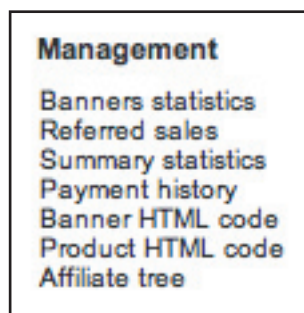 Management
Banners statistics
Referred sales
Summary statistics
Payment history
Banner HTML code
Product HTML code
Affiliate tree